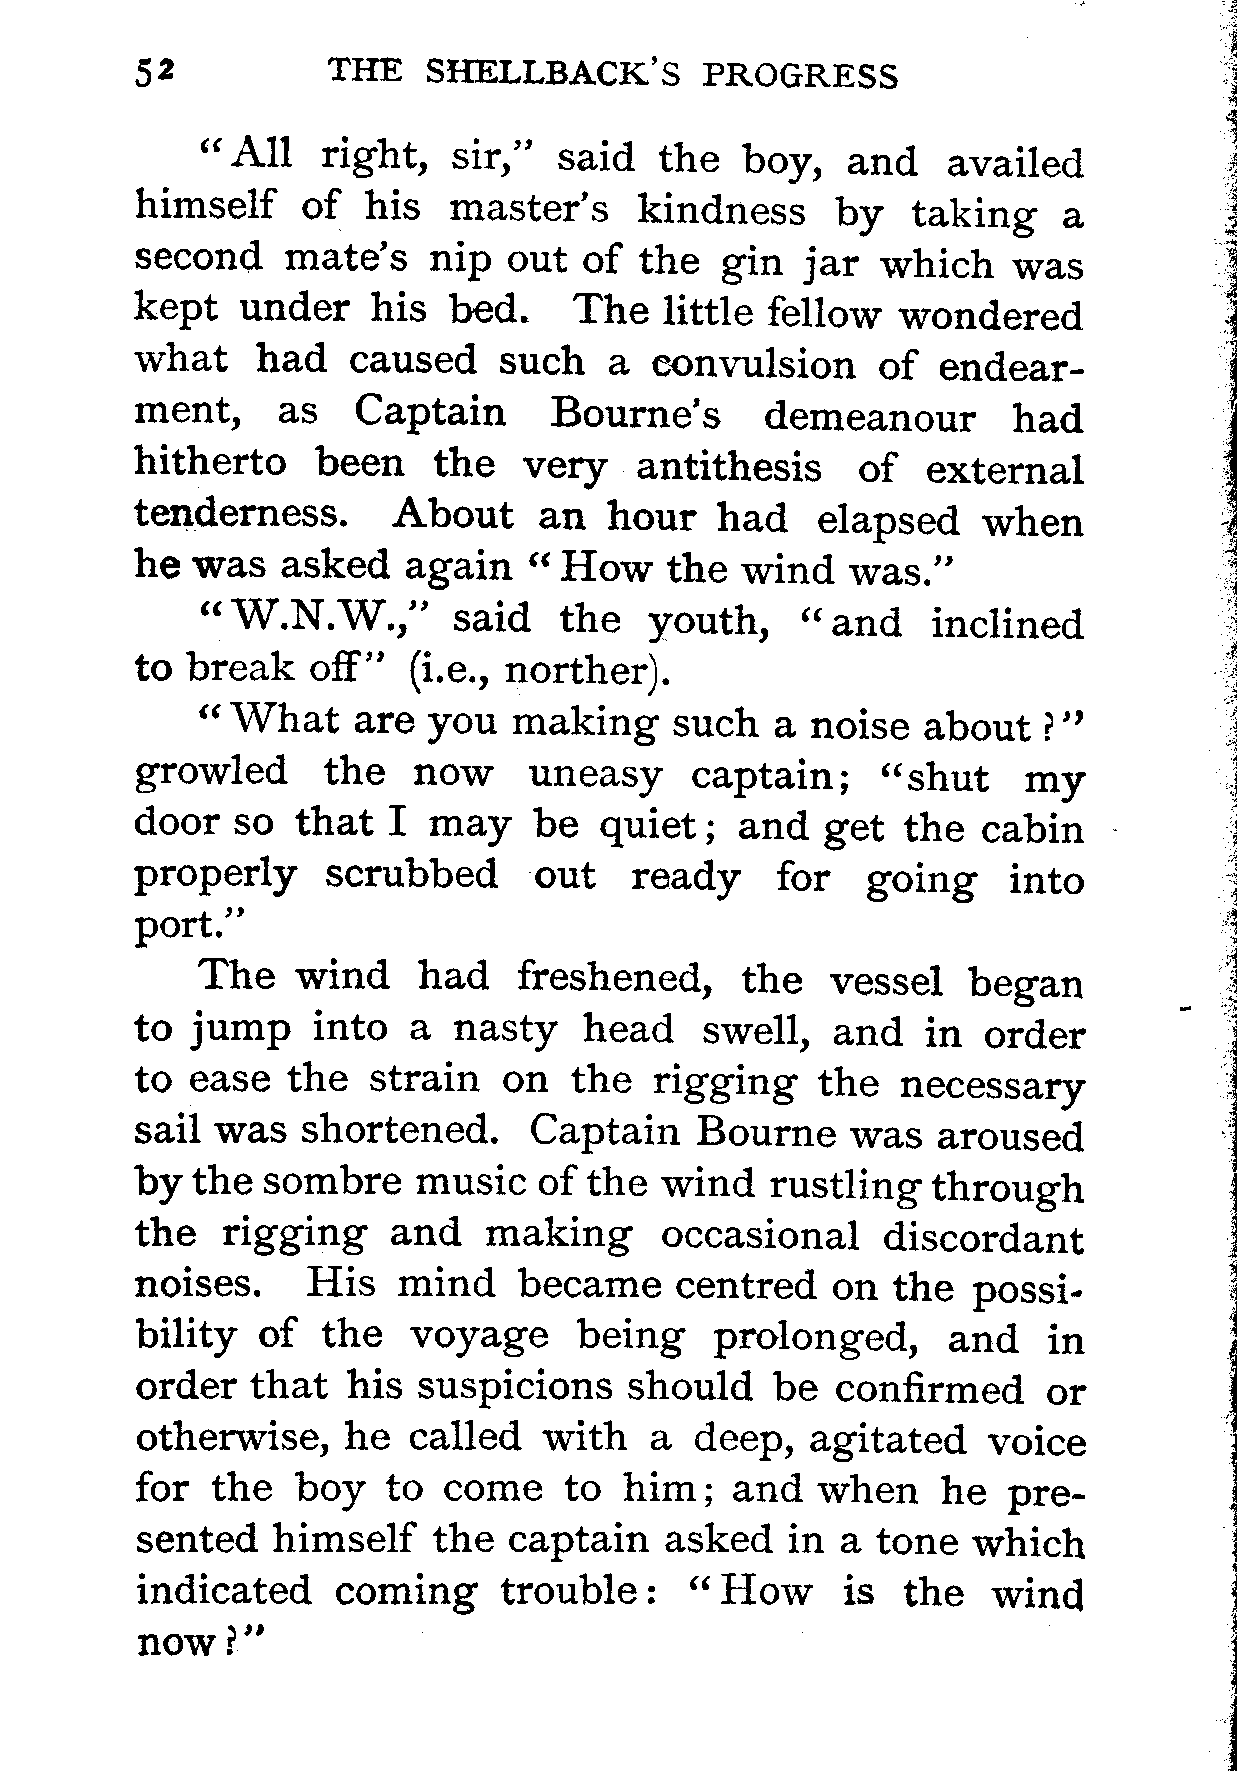 52 THE SHELLBACK'S PROGRESS
“All right, sir,” said the boy, and availed
himself of his master's kindness by taking a
second mate's nip out of the gin jar which was
kept under his bed. The little fellow wondered
what had caused such a convulsion of endear-
ment, as Captain Bourne's demeanour had
hitherto been the very antithesis of external
tenderness. About an hour had elapsed when
he was asked again “How the wind was.”
“W.N.W.,” said the youth, “and inclined
to break off” (i.e., norther).
“What are you making such a noise about?”
growled the now uneasy captain; “shut my
door so that I may be quiet; and get the cabin
properly scrubbed out ready for going into
port.”
The wind had freshened, the vessel began
to jump into a nasty head swell, and in order
to ease the strain on the rigging the necessary
sail was shortened. Captain Bourne was aroused
by the sombre music of the wind rustling through
the rigging and making occasional discordant
noises. His mind became centred on the possi-
bility of the voyage being prolonged, and in
order that his suspicions should be confirmed or
otherwise, he called with a deep, agitated voice
for the boy to come to him; and when he pre-
sented himself the captain asked in a tone which
indicated coming trouble: “How is the wind
now?”